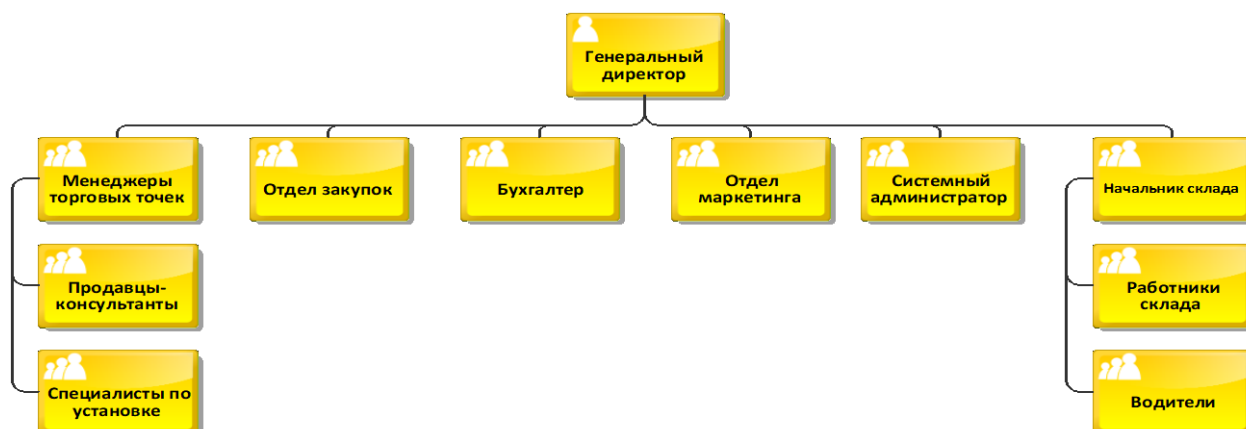 Генеральный
директор
Менеджеры
торговых точек
Отдел закупок
Бухгалтер
Отдел
маркетинга
Системный
администратор
Начальник склада
Продавцы-
консультанты
Работники
склада
Специалисты по
установке
Водители